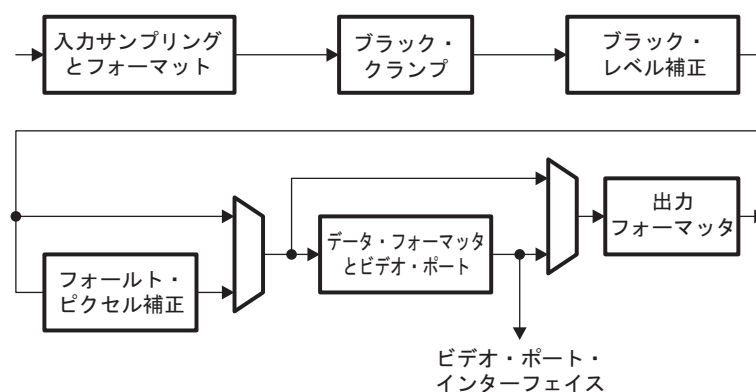 入力サンプリング
とフォーマット
ブラック・
クランプ
ブラック・
レベル補正
データ・フォーマッタ
とビデオ・ポート
出力
フォーマッタ
フォールト・
ピクセル補正
ビデオ・ポート・
インターフェイス